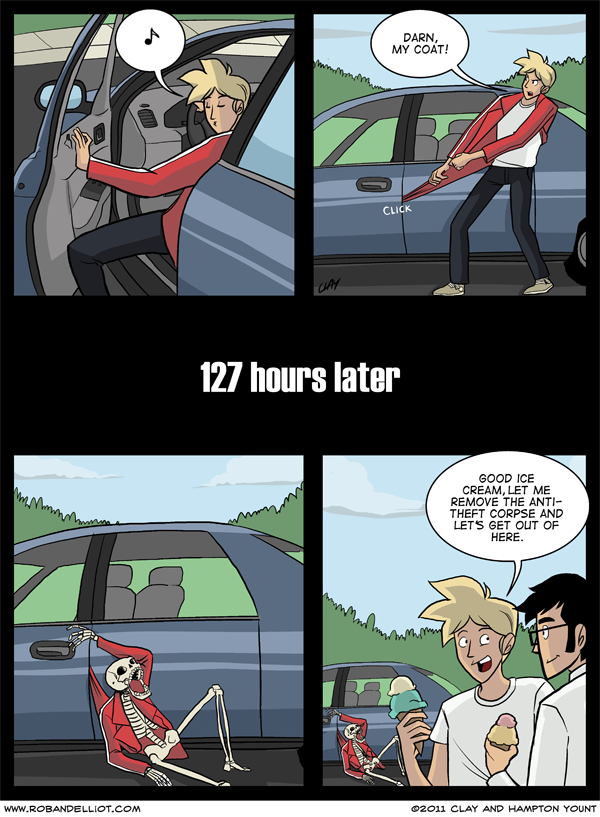 ♪
DARN,
MY COAT!
CLICK
CLAY
127 hours later
GOOD ICE
CREAM, LET ME
REMOVE THE ANTI-
THEFT CORPSE AND
LET'S GET OUT OF
HERE.
WWW.ROBANDELLIOT.COM
©2011 CLAY AND HAMPTON YOUNT